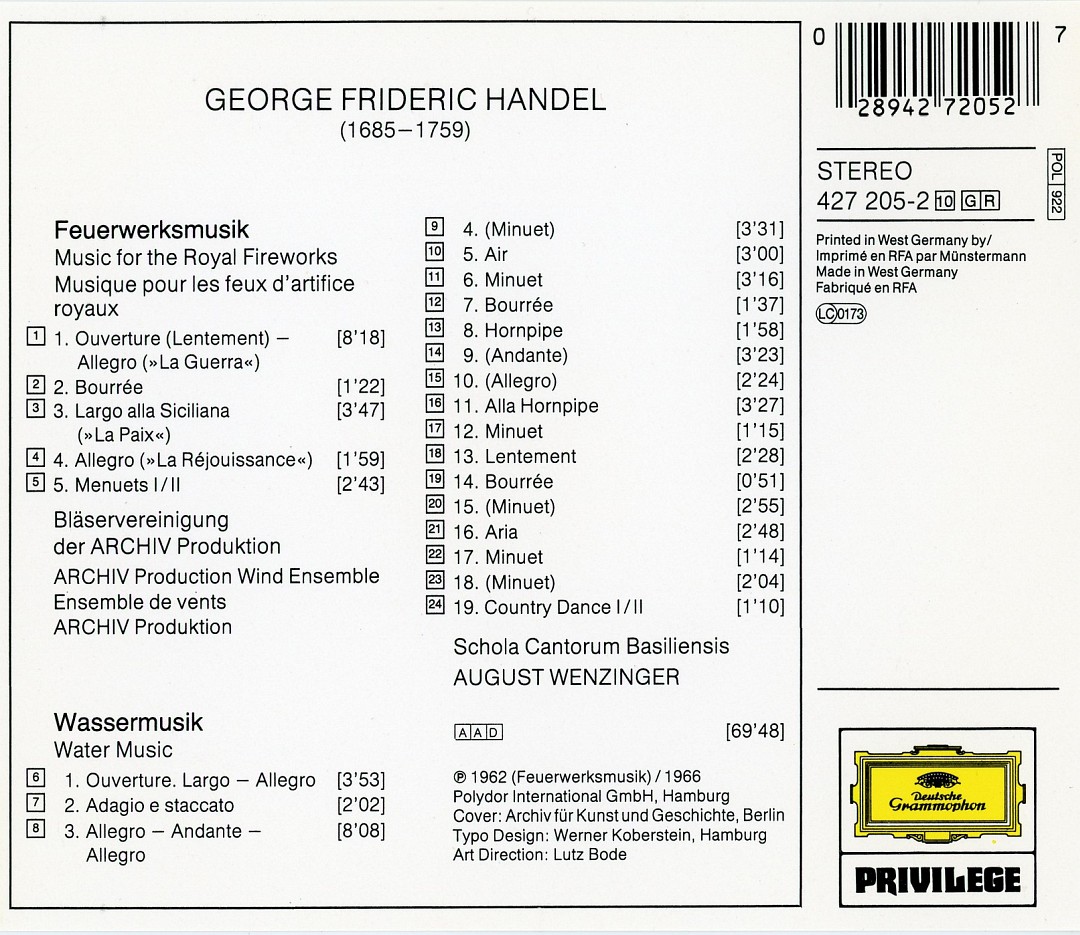 GEORGE FRIDERIC HANDEL
(1685–1759)
Feuerwerksmusik
Music for the Royal Fireworks
Musique pour les feux d'artifice
royaux
1 1. Ouverture (Lentement) – [8'18]
Allegro (»La Guerra«)
2 2. Bourrée [1'22]
3 3. Largo alla Siciliana [3'47]
(»La Paix«)
4 4. Allegro (»La Réjouissance«) [1'59]
5 5. Menuets I/II [2'43]
Bläservereinigung
der ARCHIV Produktion
ARCHIV Production Wind Ensemble
Ensemble de vents
ARCHIV Produktion
Wassermusik
Water Music
6 1. Ouverture. Largo – Allegro [3'53]
7 2. Adagio e staccato [2'02]
8 3. Allegro – Andante – [8'08]
Allegro
9 4. (Minuet) [3'31]
10 5. Air [3'00]
11 6. Minuet [3'16]
12 7. Bourrée [1'37]
13 8. Hornpipe [1'58]
14 9. (Andante) [3'23]
15 10. (Allegro) [2'24]
16 11. Alla Hornpipe [3'27]
17 12. Minuet [1'15]
18 13. Lentement [2'28]
19 14. Bourrée [0'51]
20 15. (Minuet) [2'55]
21 16. Aria [2'48]
22 17. Minuet [1'14]
23 18. (Minuet) [2'04]
24 19. Country Dance I/II [1'10]
Schola Cantorum Basiliensis
AUGUST WENZINGER
AAD [69'48]
℗ 1962 (Feuerwerksmusik) / 1966
Polydor International GmbH, Hamburg
Cover: Archiv für Kunst und Geschichte, Berlin
Typo Design: Werner Koberstein, Hamburg
Art Direction: Lutz Bode
0 28942 72052 7
STEREO
427 205-2 10 GR
POL 922
Printed in West Germany by/
Imprimé en RFA par Münstermann
Made in West Germany
Fabriqué en RFA
LC 0173
Deutsche
Grammophon
PRIVILEGE